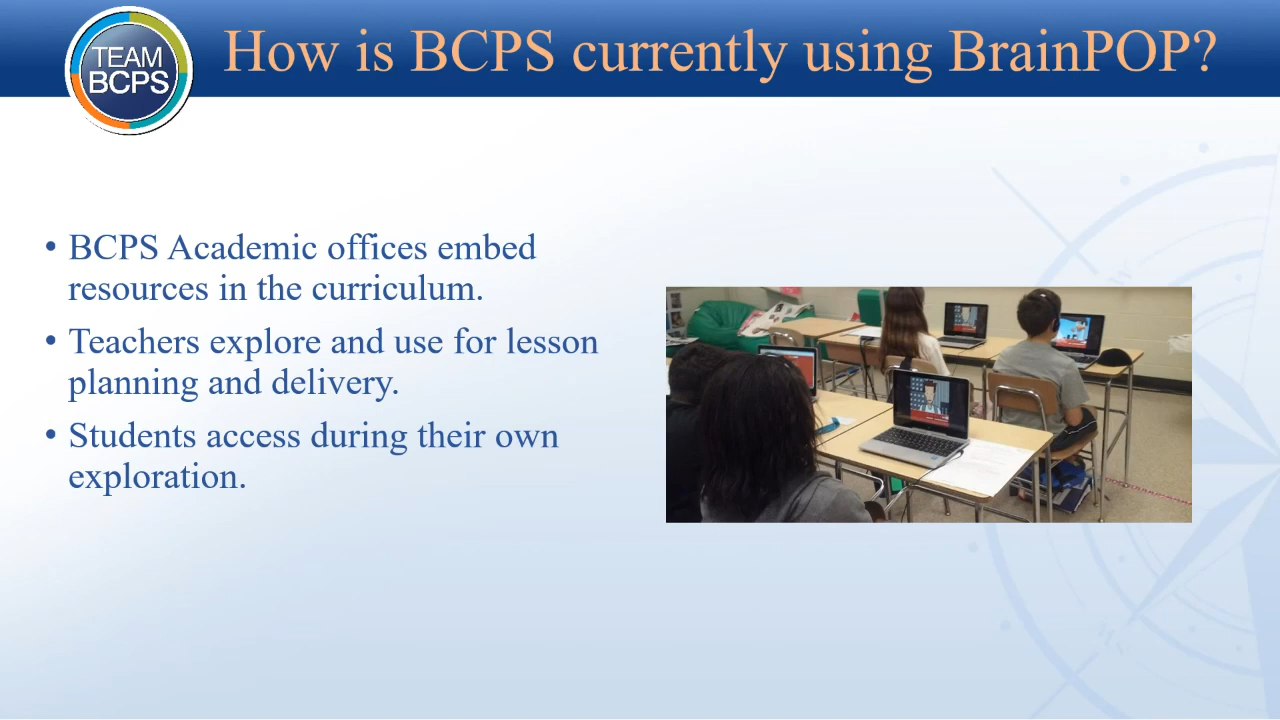 TEAM
BCPS
How is BCPS currently using BrainPOP?
• BCPS Academic offices embed
resources in the curriculum.
• Teachers explore and use for lesson
planning and delivery.
• Students access during their own
exploration.